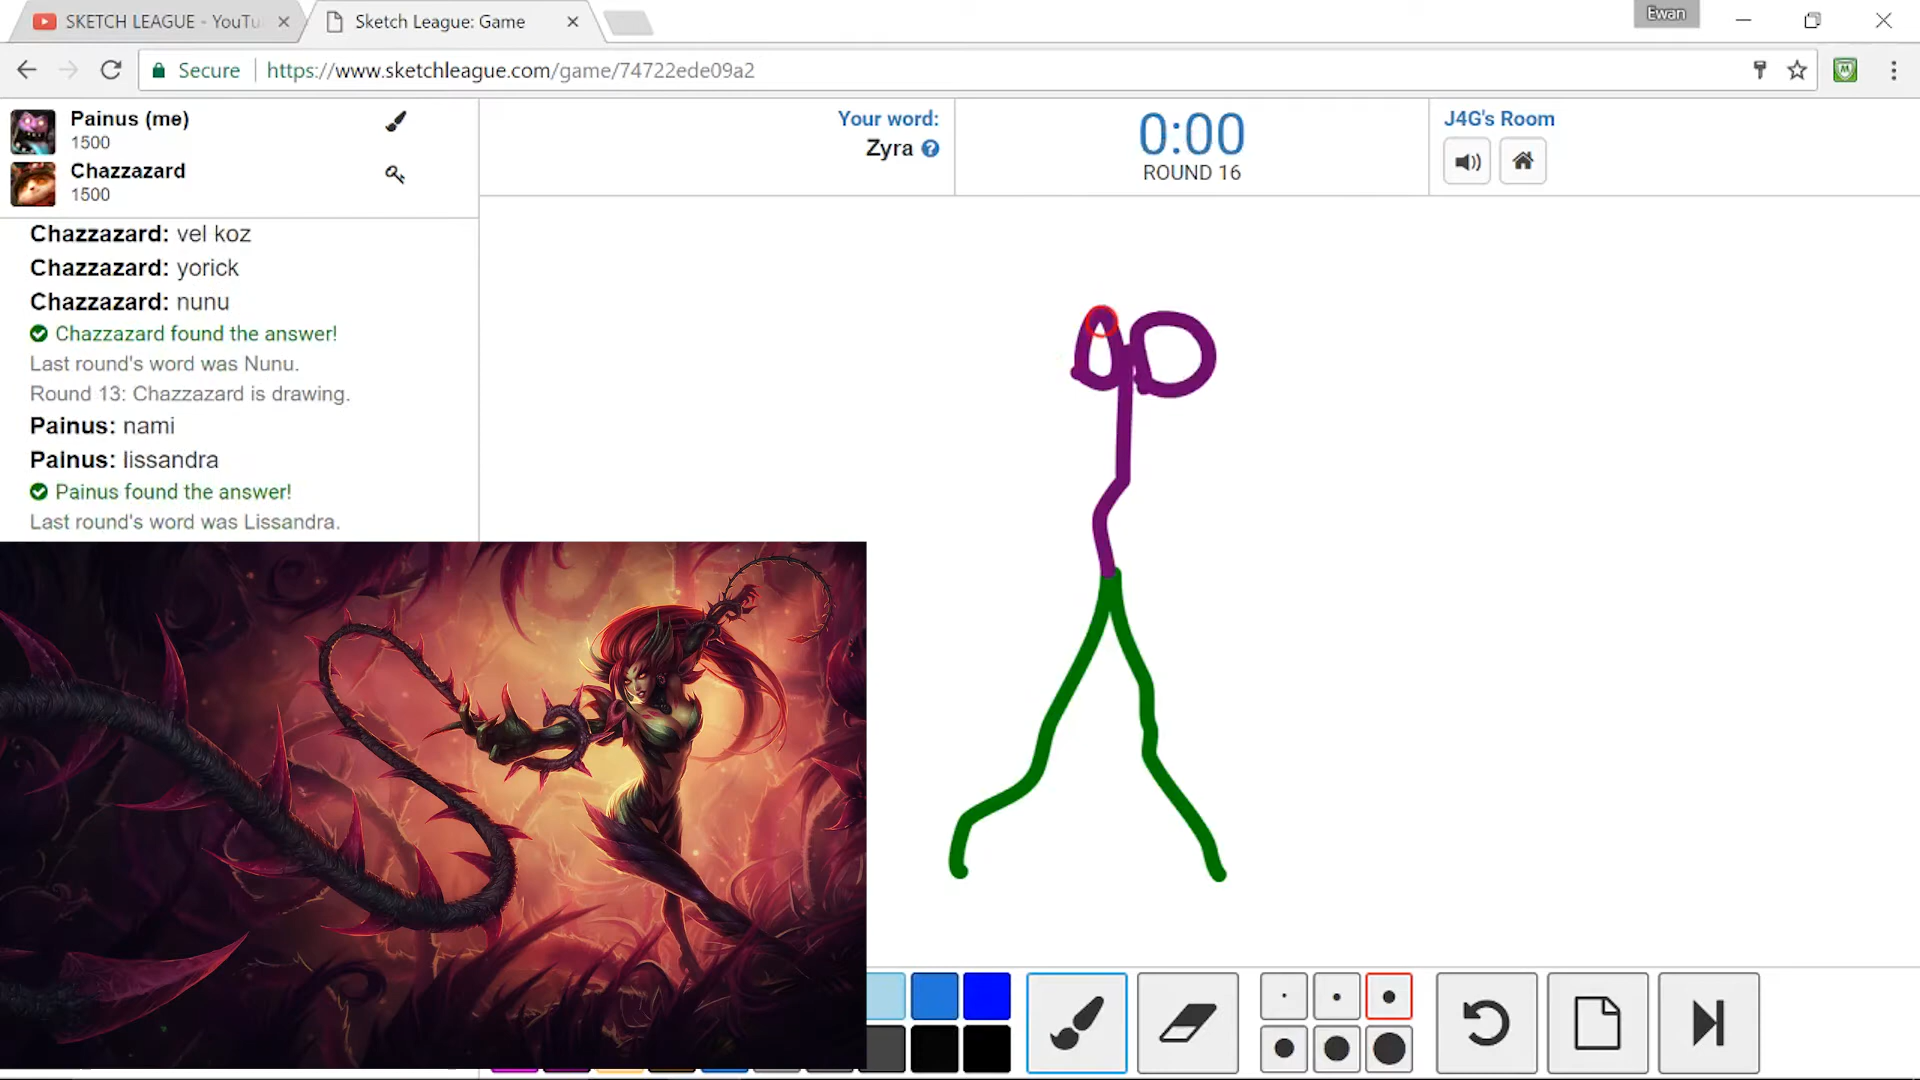 SKETCH LEAGUE - YouTu
Sketch League: Game
Ewan
Secure
https://www.sketchleague.com/game/74722ede09a2
Painus (me)
1500
Chazzazard
1500
Your word:
Zyra
0:00
ROUND 16
J4G's Room
Chazzazard: vel koz
Chazzazard: yorick
Chazzazard: nunu
Chazzazard found the answer!
Last round's word was Nunu.
Round 13: Chazzazard is drawing.
Painus: nami
Painus: lissandra
Painus found the answer!
Last round's word was Lissandra.